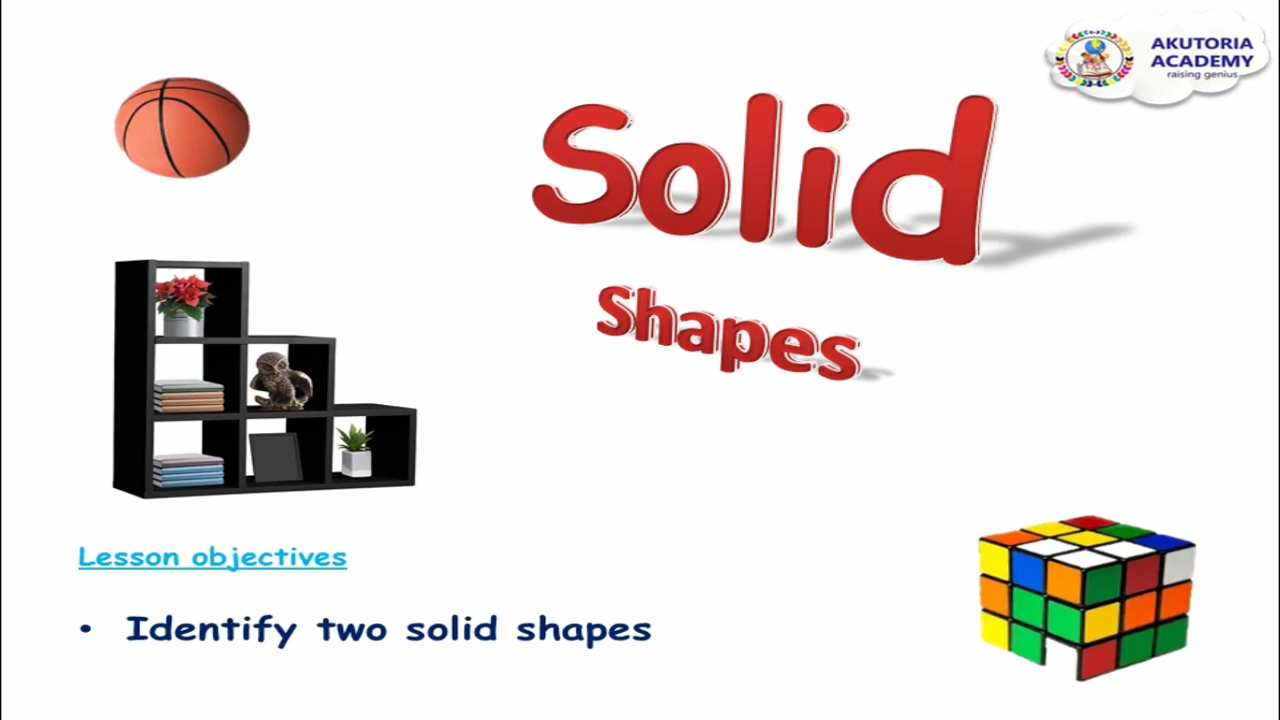 AKUTORIA
ACADEMY
raising genius
Solid
Shapes
Lesson objectives
• Identify two solid shapes